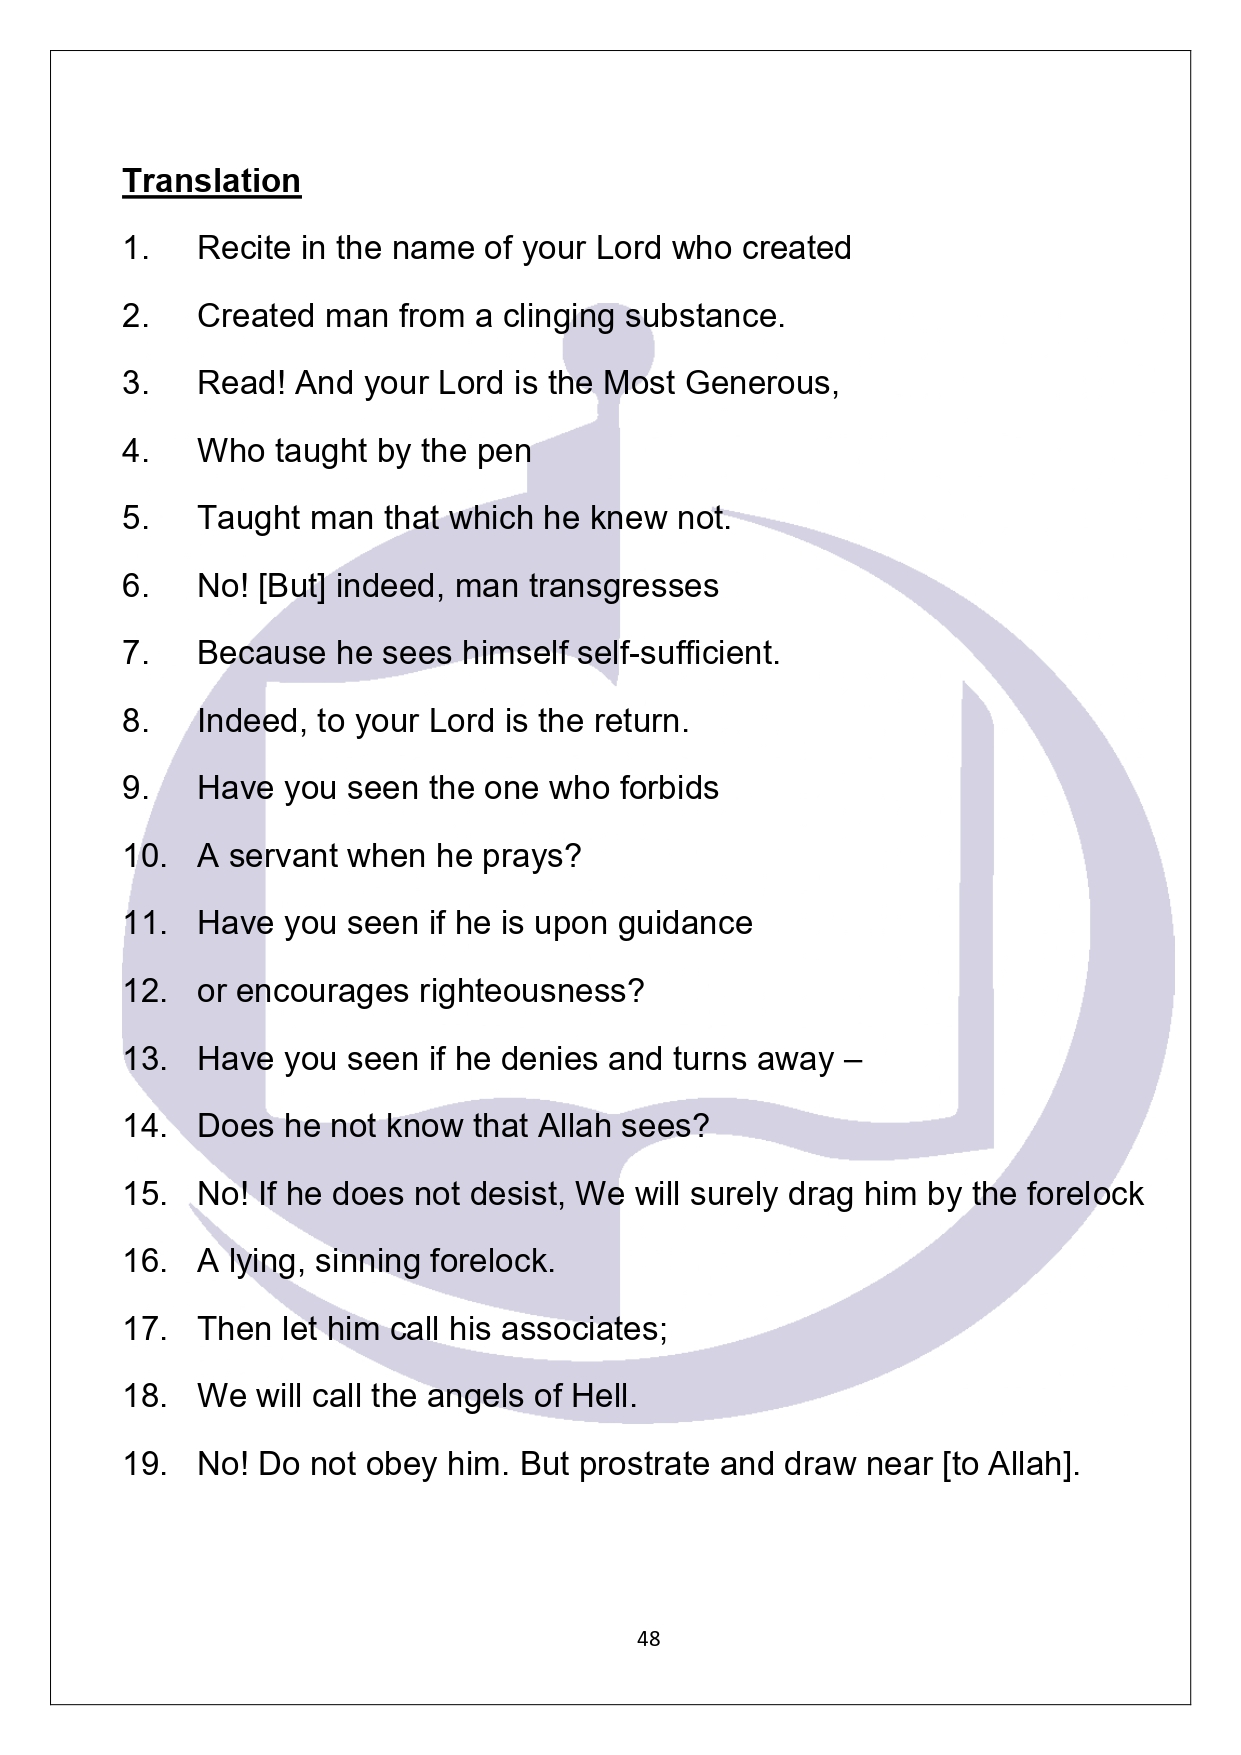 Translation
1. Recite in the name of your Lord who created
2. Created man from a clinging substance.
3. Read! And your Lord is the Most Generous,
4. Who taught by the pen
5. Taught man that which he knew not.
6. No! [But] indeed, man transgresses
7. Because he sees himself self-sufficient.
8. Indeed, to your Lord is the return.
9. Have you seen the one who forbids
10. A servant when he prays?
11. Have you seen if he is upon guidance
12. or encourages righteousness?
13. Have you seen if he denies and turns away –
14. Does he not know that Allah sees?
15. No! If he does not desist, We will surely drag him by the forelock
16. A lying, sinning forelock.
17. Then let him call his associates;
18. We will call the angels of Hell.
19. No! Do not obey him. But prostrate and draw near [to Allah].
48